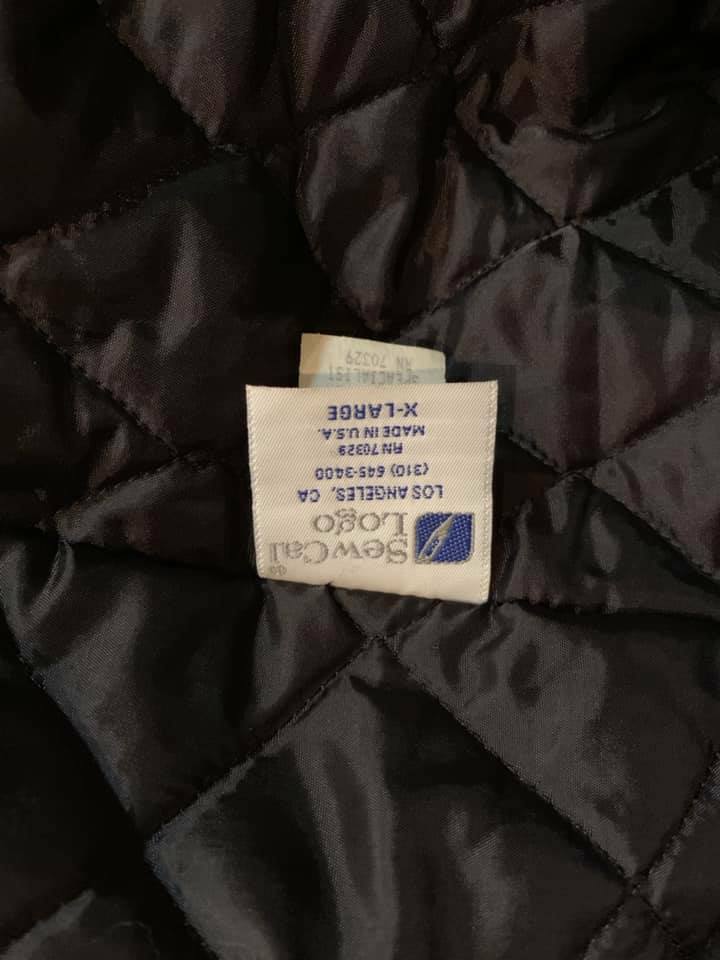 SewCal
Logo
LOS ANGELES, CA
(310) 645-3400
RN 70329
MADE IN U.S.A.
X-LARGE
RN 70329